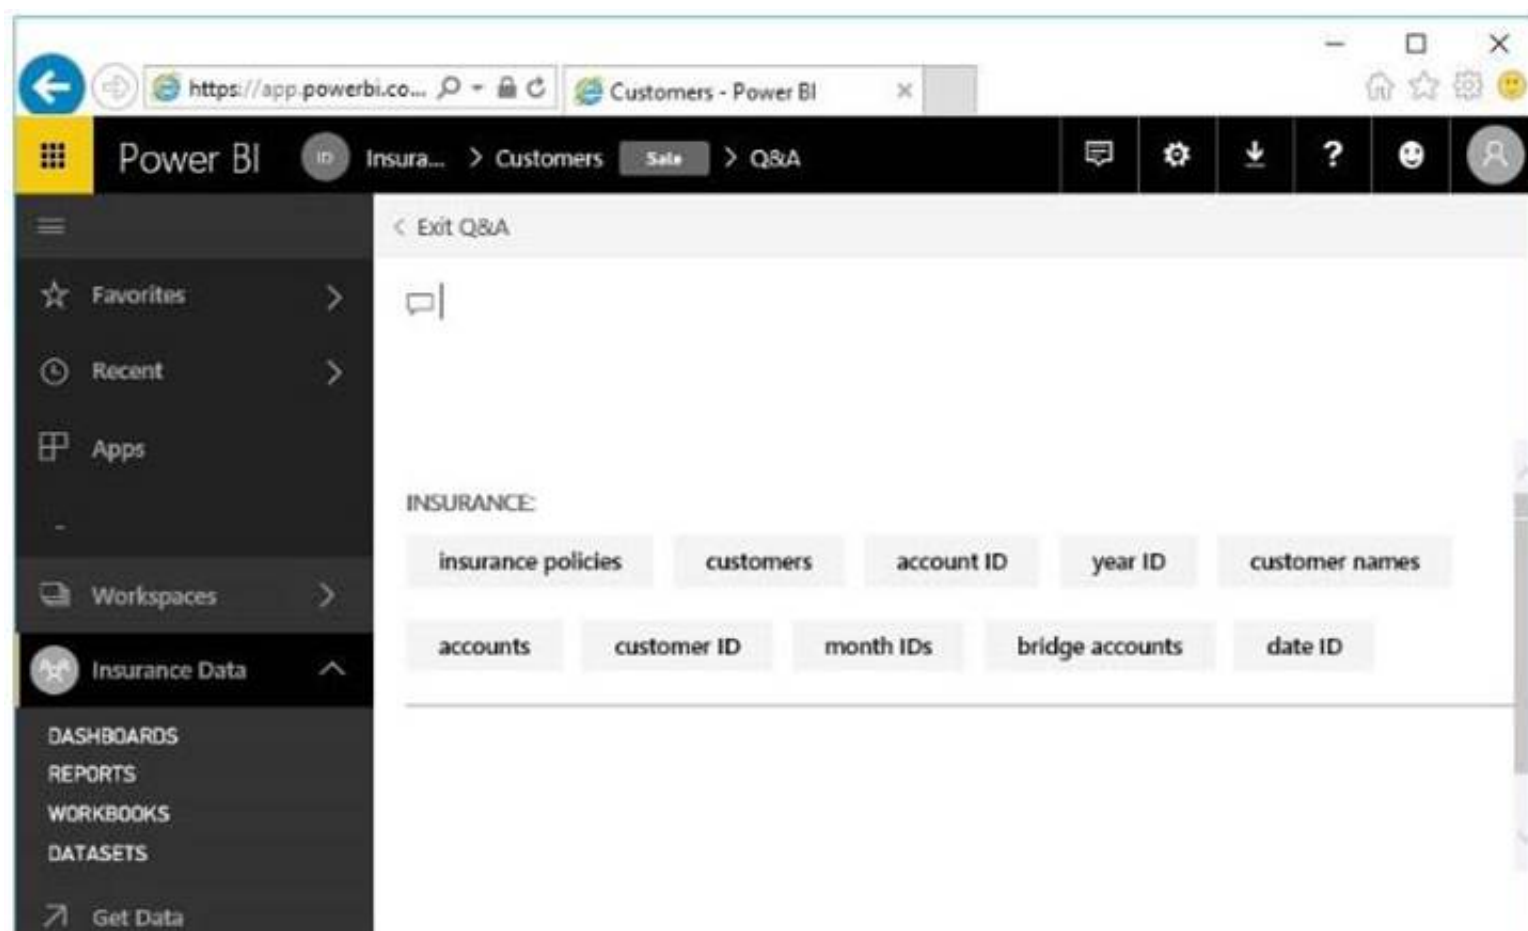 https://app.powerbi.co... Customers - Power BI
Power BI ID Insura... > Customers Sale > Q&A ?
< Exit Q&A
Favorites
Recent
Apps
INSURANCE:
insurance policies customers account ID year ID customer names
Workspaces
accounts customer ID month IDs bridge accounts date ID
Insurance Data
DASHBOARDS
REPORTS
WORKBOOKS
DATASETS
Get Data